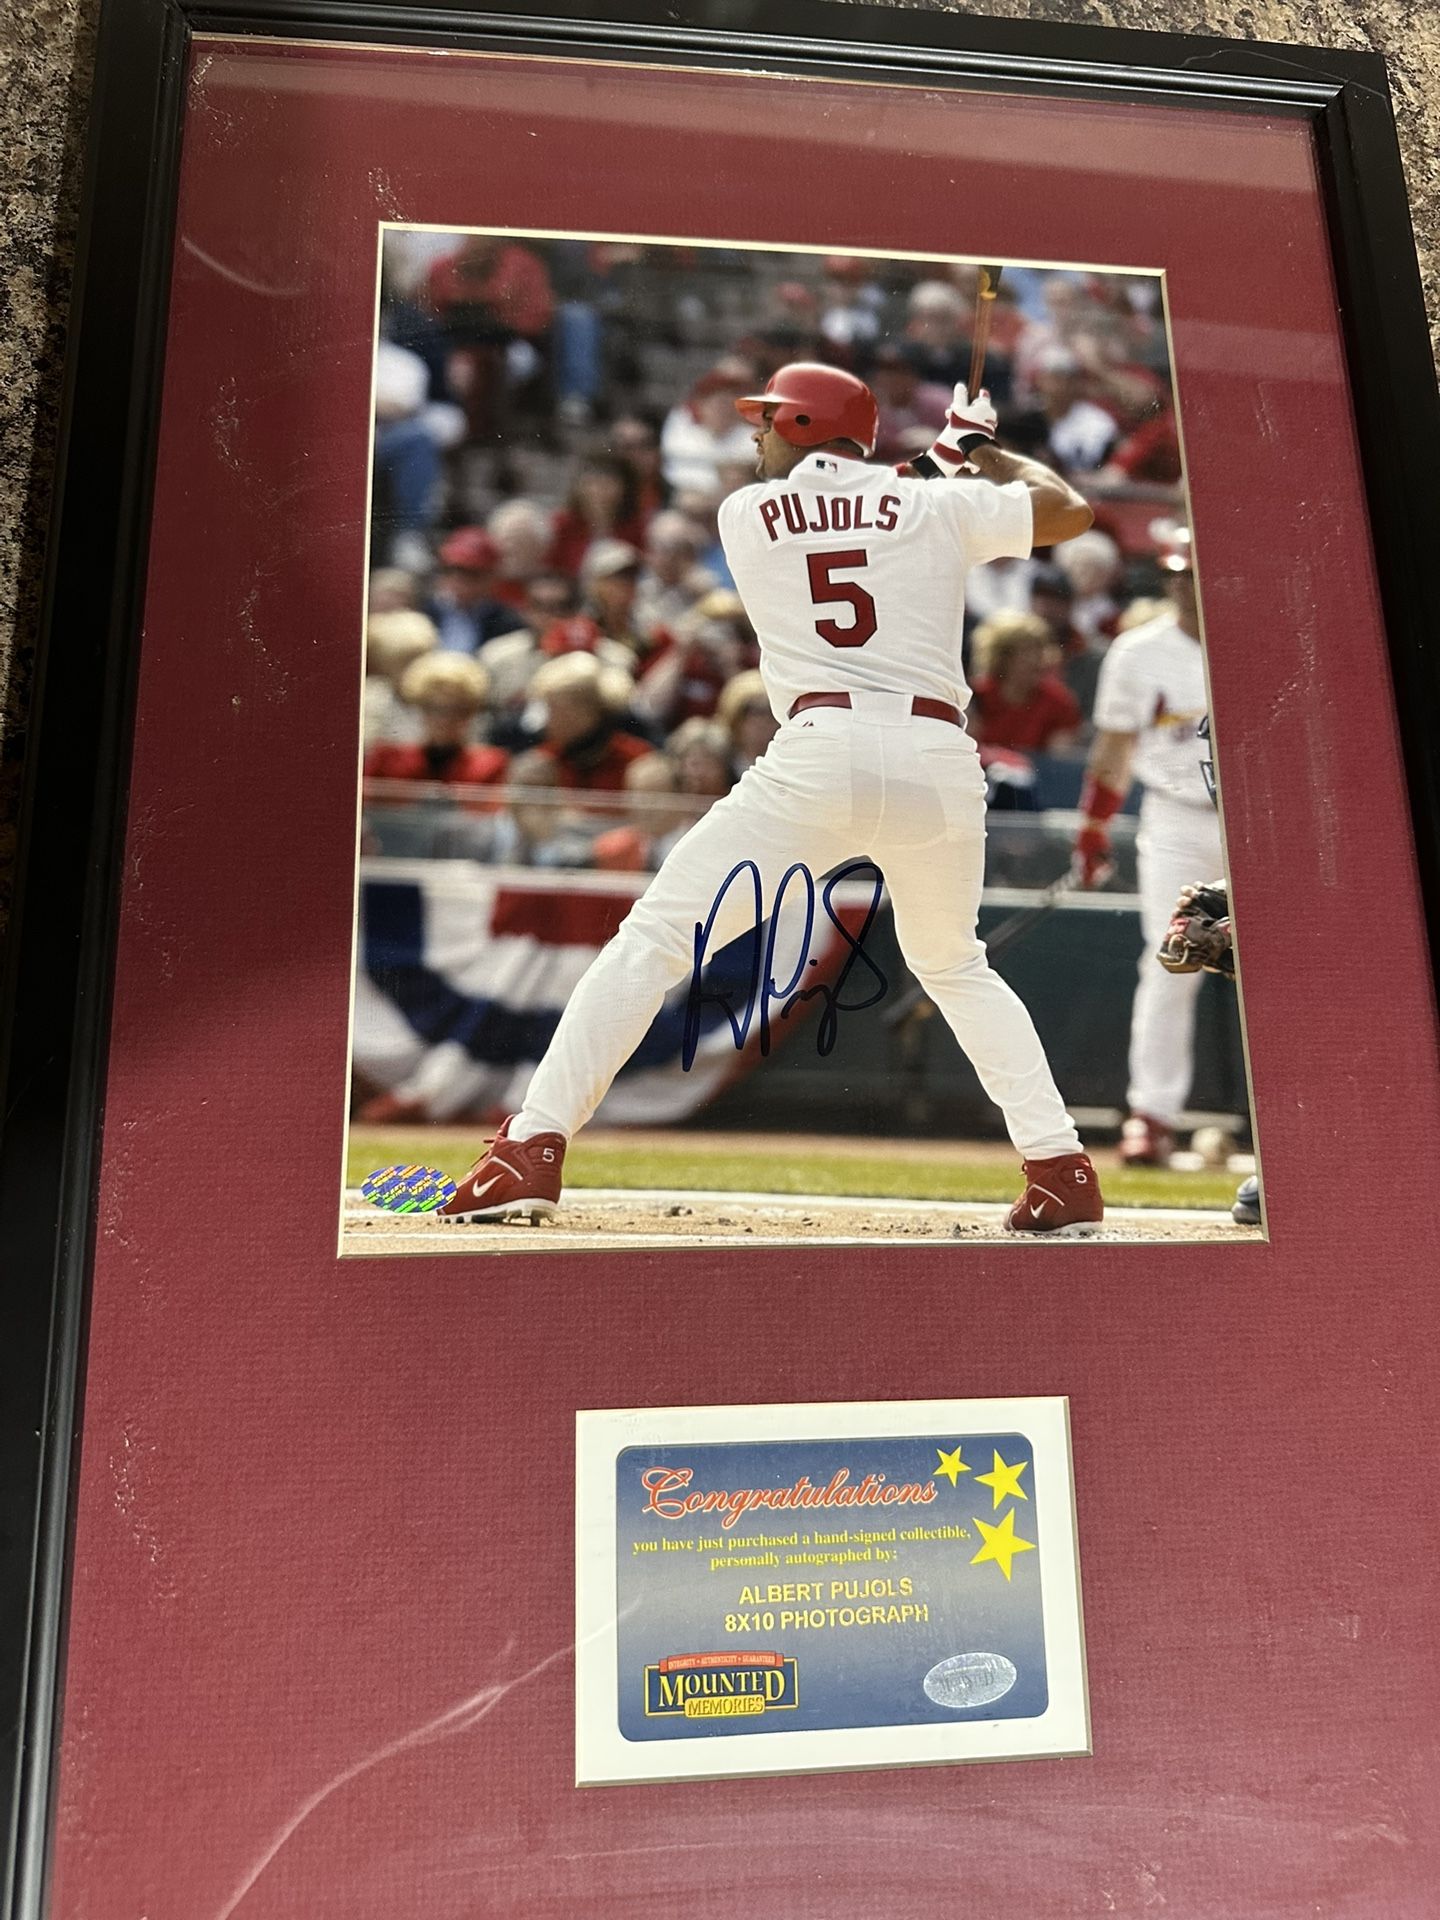 PUJOLS
5
5
5
Congratulations
you have just purchased a hand-signed collectible,
personally autographed by:
ALBERT PUJOLS
8X10 PHOTOGRAPH
INTEGRITY • AUTHENTICITY • GUARANTEED
MOUNTED
MEMORIES